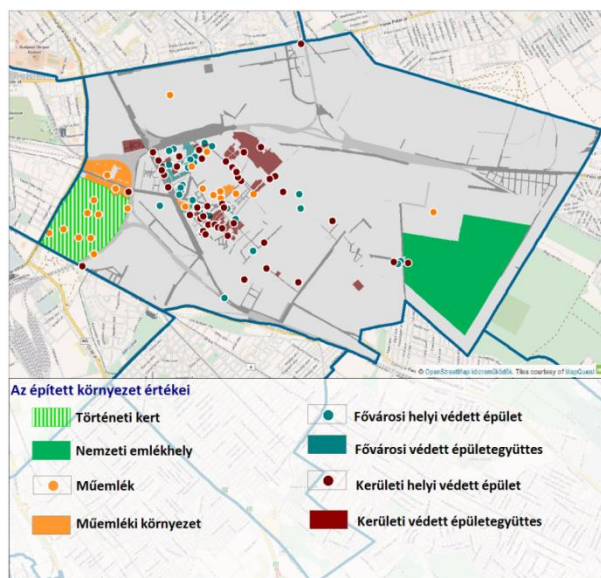 © OpenStreetMap közreműködők. Tiles courtesy of MapQuest
Az épített környezet értékei
Történeti kert
Nemzeti emlékhely
Műemlék
Műemléki környezet
Fővárosi helyi védett épület
Fővárosi védett épületegyüttes
Kerületi helyi védett épület
Kerületi védett épületegyüttes